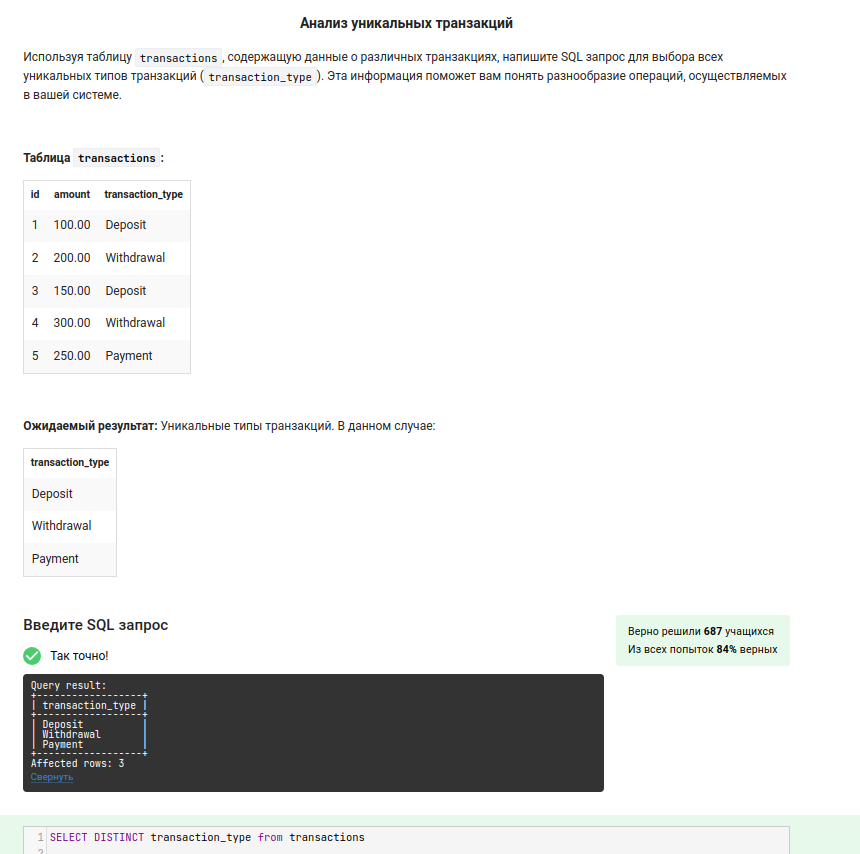 Анализ уникальных транзакций
Используя таблицу transactions, содержащую данные о различных транзакциях, напишите SQL запрос для выбора всех
уникальных типов транзакций ( transaction_type ). Эта информация поможет вам понять разнообразие операций, осуществляемых
в вашей системе.
Таблица transactions :
id amount transaction_type
1 100.00 Deposit
2 200.00 Withdrawal
3 150.00 Deposit
4 300.00 Withdrawal
5 250.00 Payment
Ожидаемый результат: Уникальные типы транзакций. В данном случае:
transaction_type
Deposit
Withdrawal
Payment
Введите SQL запрос
Верно решили 687 учащихся
Из всех попыток 84% верных
Так точно!
Query result:
+------------------+
| transaction_type |
+------------------+
| Deposit          |
| Withdrawal       |
| Payment          |
+------------------+
Affected rows: 3
Свернуть
1 SELECT DISTINCT transaction_type from transactions
2